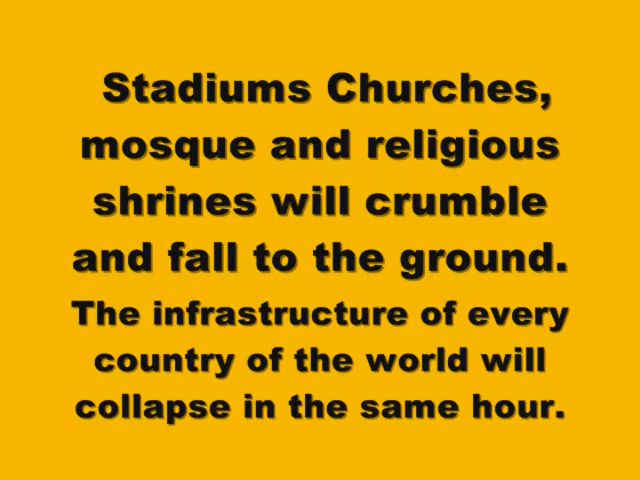 Stadiums Churches,
mosque and religious
shrines will crumble
and fall to the ground.
The infrastructure of every
country of the world will
collapse in the same hour.